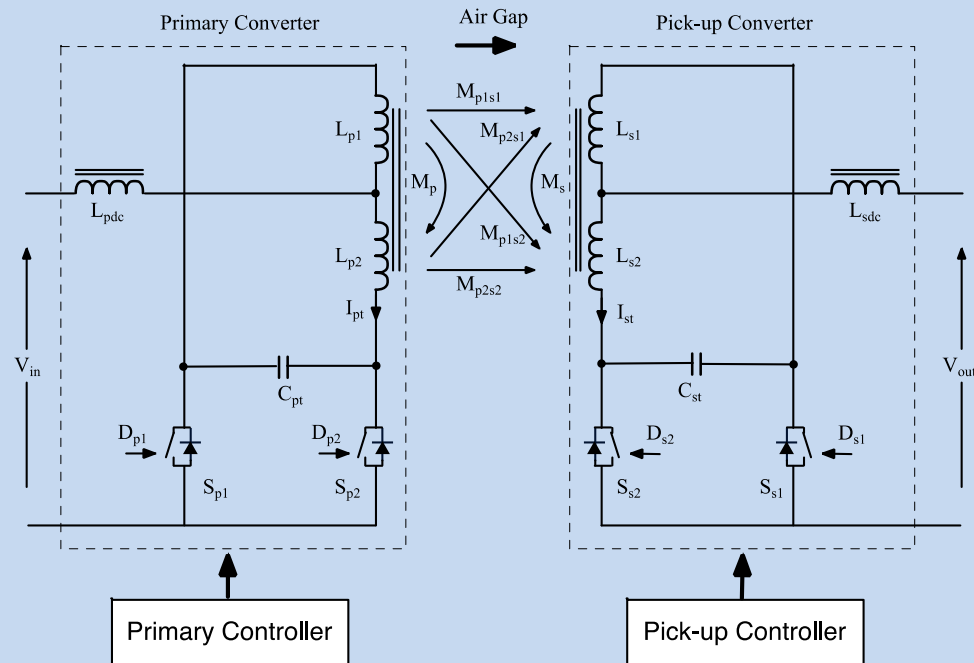 Primary Converter
Air Gap
Pick-up Converter
Mp1s1
Lp1
Mp2s1
Ls1
Mp
Ms
Lpdc
Lsdc
Mp1s2
Lp2
Ls2
Mp2s2
Ipt
Ist
Vin
Vout
Cpt
Cst
Dp1
Dp2
Ds2
Ds1
Sp1
Sp2
Ss2
Ss1
Primary Controller
Pick-up Controller